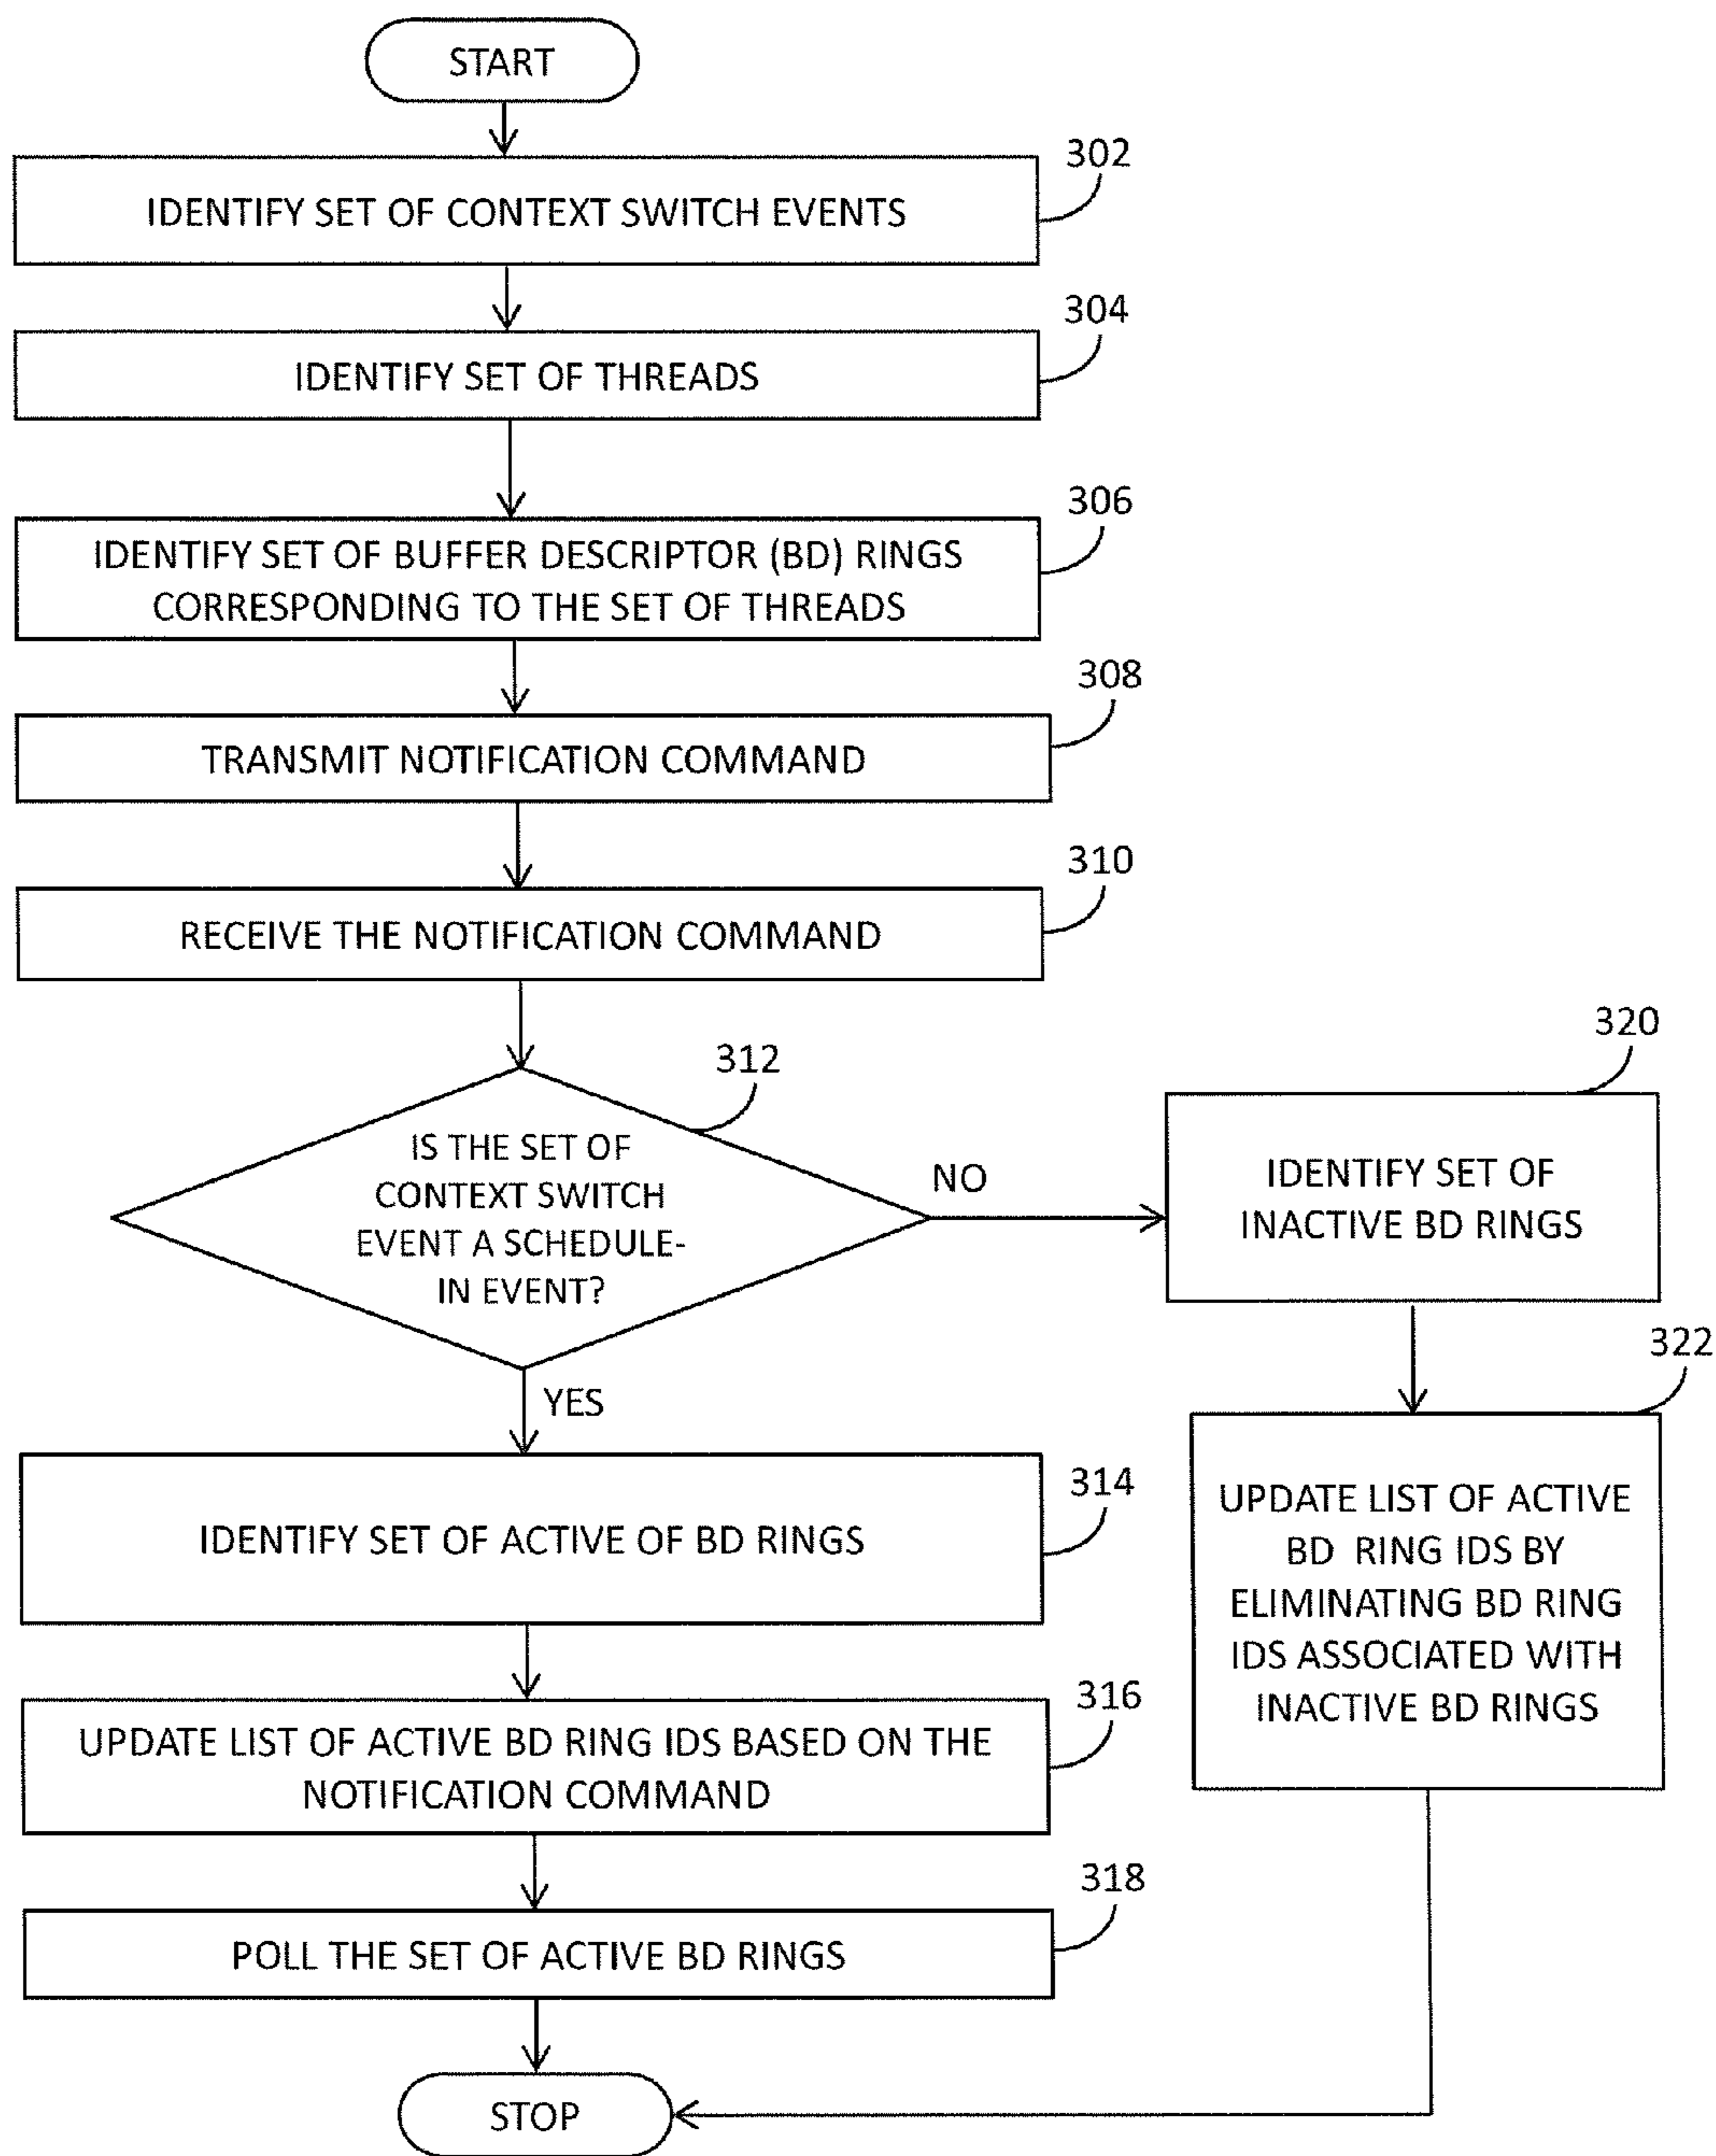 START
302
IDENTIFY SET OF CONTEXT SWITCH EVENTS
304
IDENTIFY SET OF THREADS
306
IDENTIFY SET OF BUFFER DESCRIPTOR (BD) RINGS
CORRESPONDING TO THE SET OF THREADS
308
TRANSMIT NOTIFICATION COMMAND
310
RECEIVE THE NOTIFICATION COMMAND
312
IS THE SET OF
CONTEXT SWITCH
EVENT A SCHEDULE-
IN EVENT?
NO
320
IDENTIFY SET OF
INACTIVE BD RINGS
322
UPDATE LIST OF ACTIVE
BD RING IDS BY
ELIMINATING BD RING
IDS ASSOCIATED WITH
INACTIVE BD RINGS
YES
314
IDENTIFY SET OF ACTIVE OF BD RINGS
316
UPDATE LIST OF ACTIVE BD RING IDS BASED ON THE
NOTIFICATION COMMAND
318
POLL THE SET OF ACTIVE BD RINGS
STOP